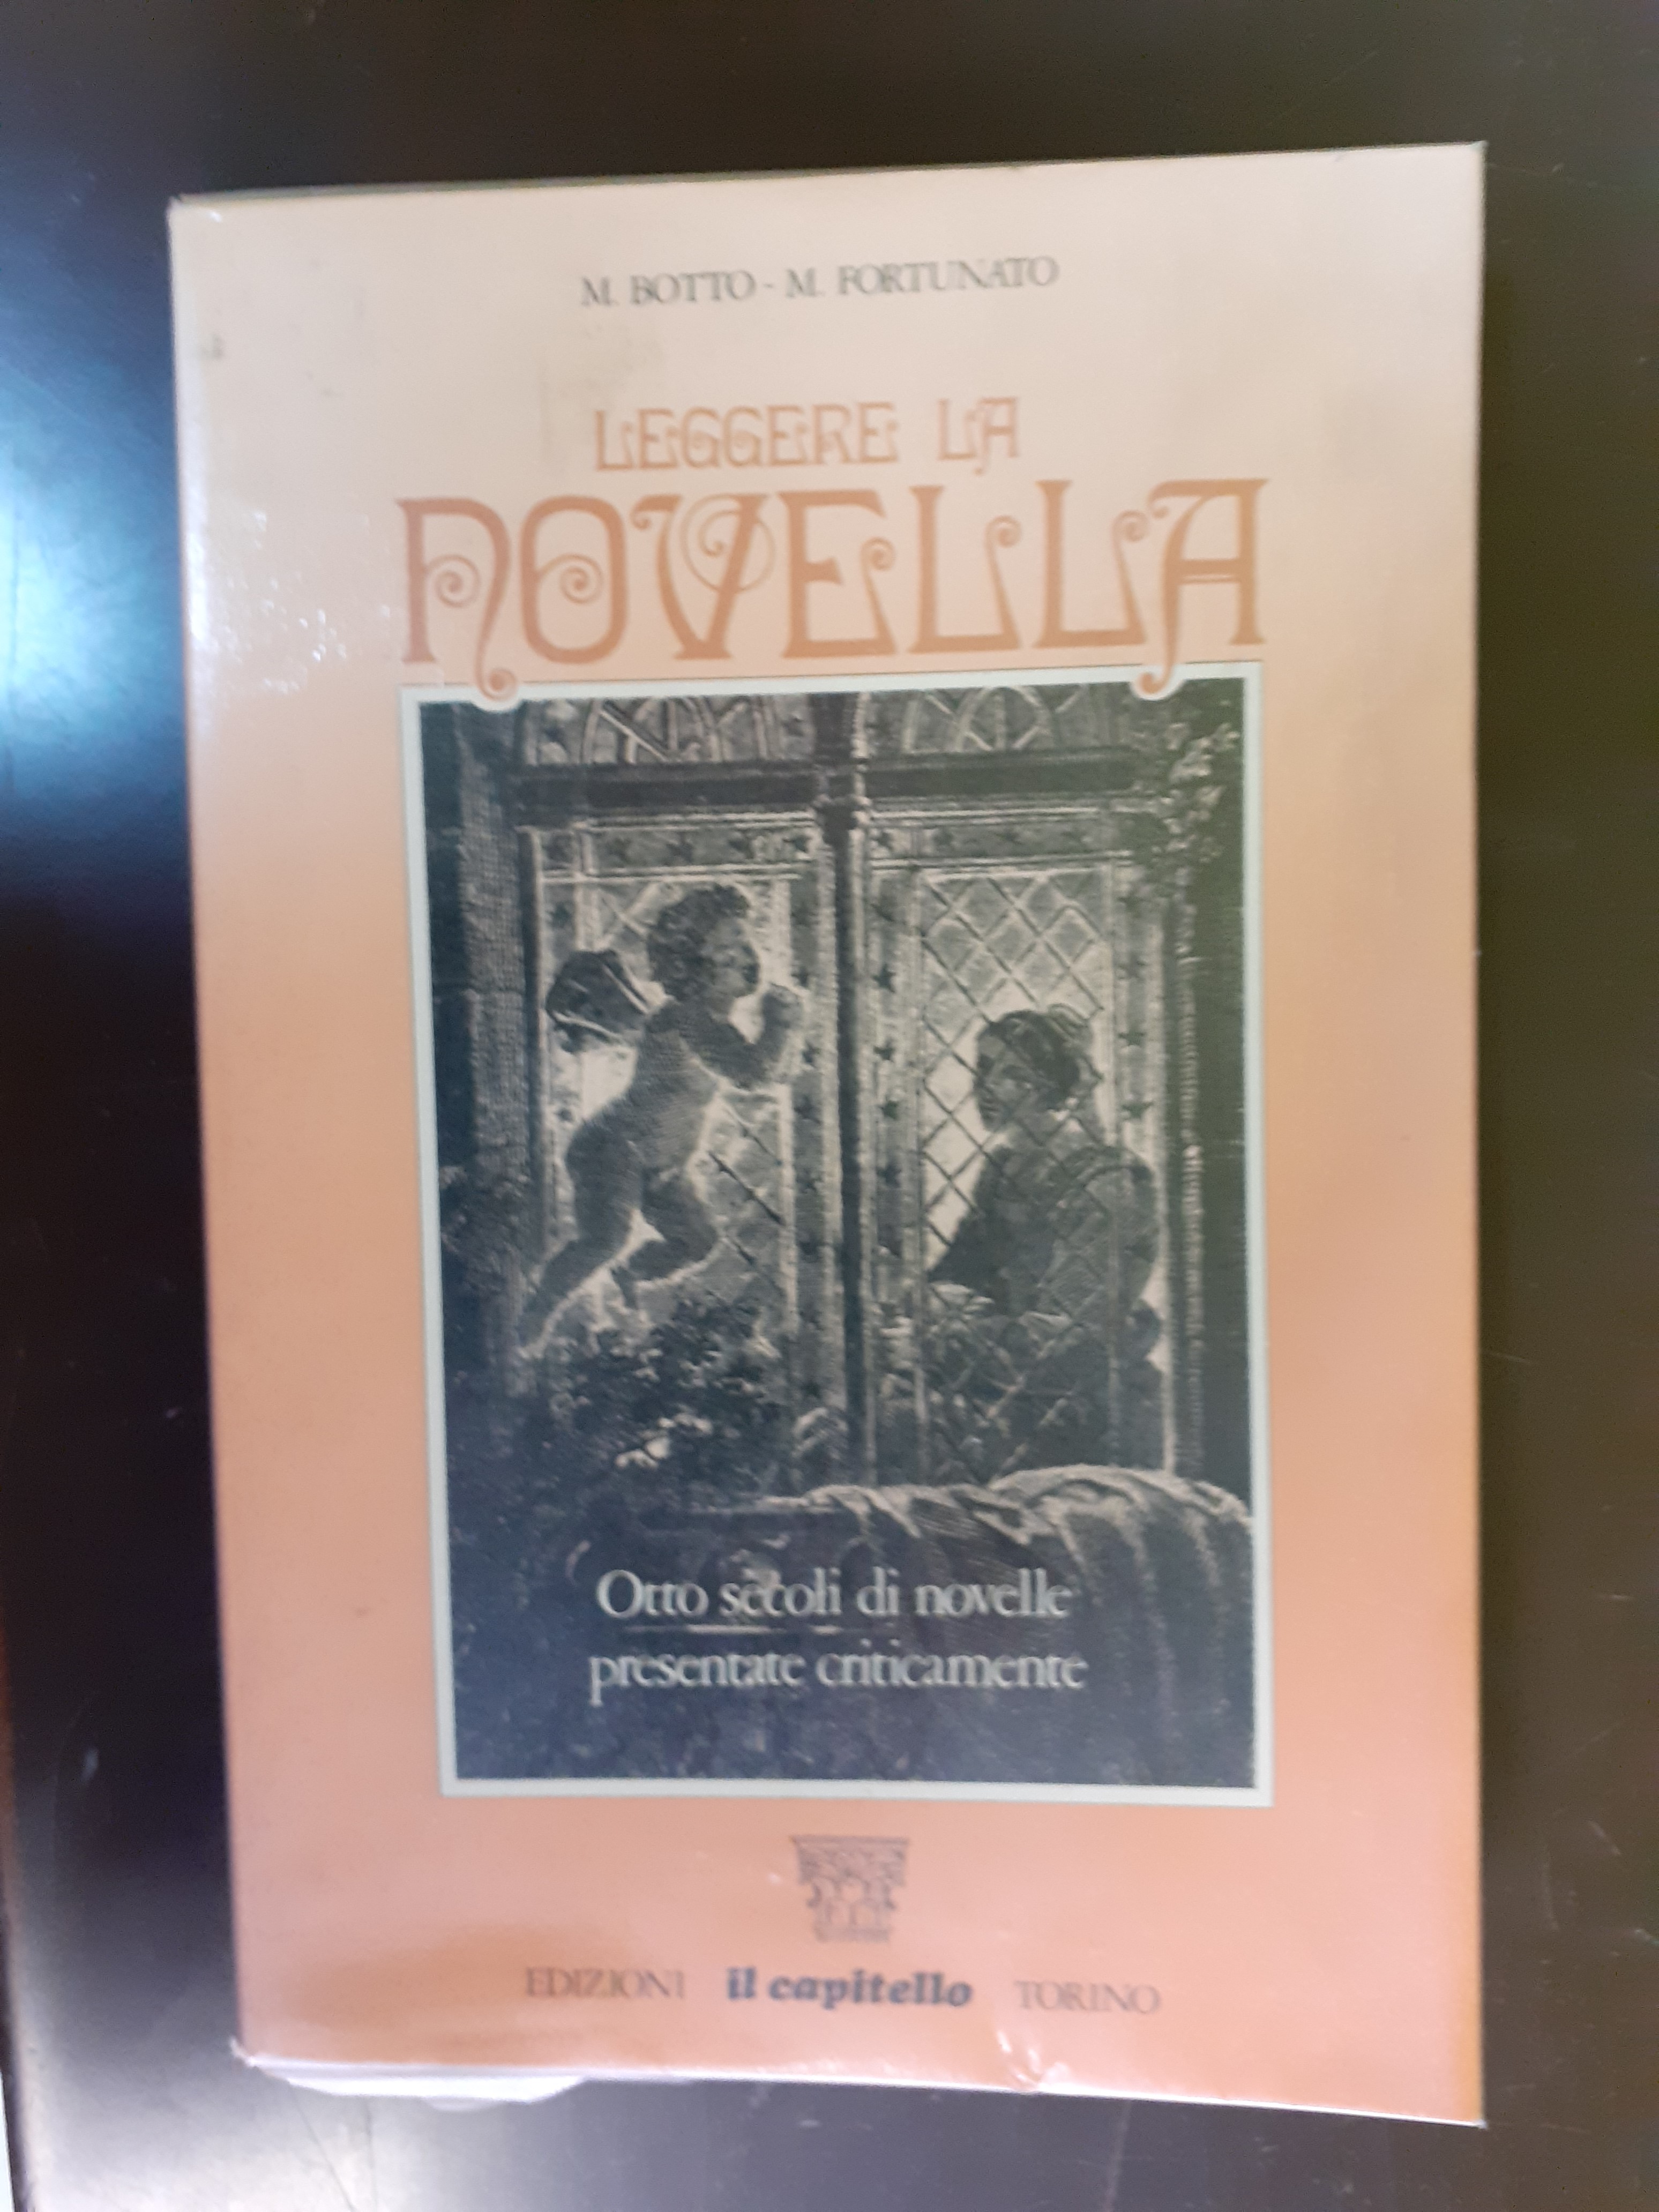 M. BOTTO - M. FORTUNATO
LEGGERE LA
NOVELLA
Otto secoli di novelle
presentate criticamente
EDIZIONI il capitello TORINO